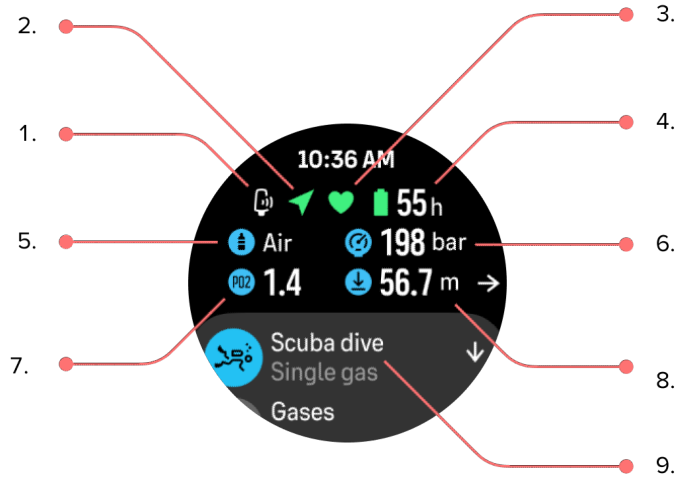 2.
3.
1.
10:36 AM
4.
55 h
5.
Air
198 bar
6.
PO2
1.4
56.7 m
7.
Scuba dive
Single gas
8.
Gases
9.